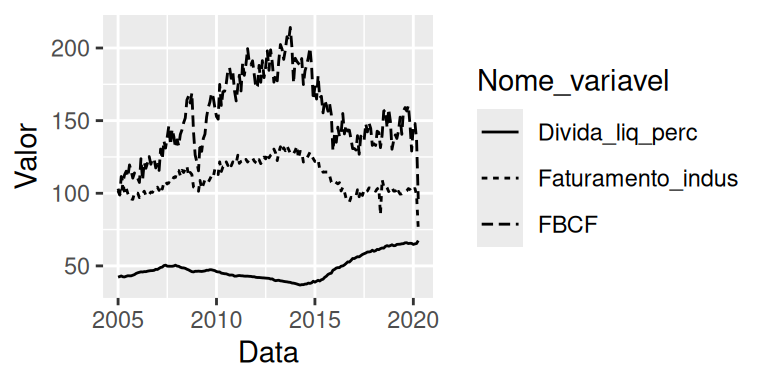 200
150
100
50
Valor
2005 2010 2015 2020
Data
Nome_variavel
Divida_liq_perc
Faturamento_indus
FBCF